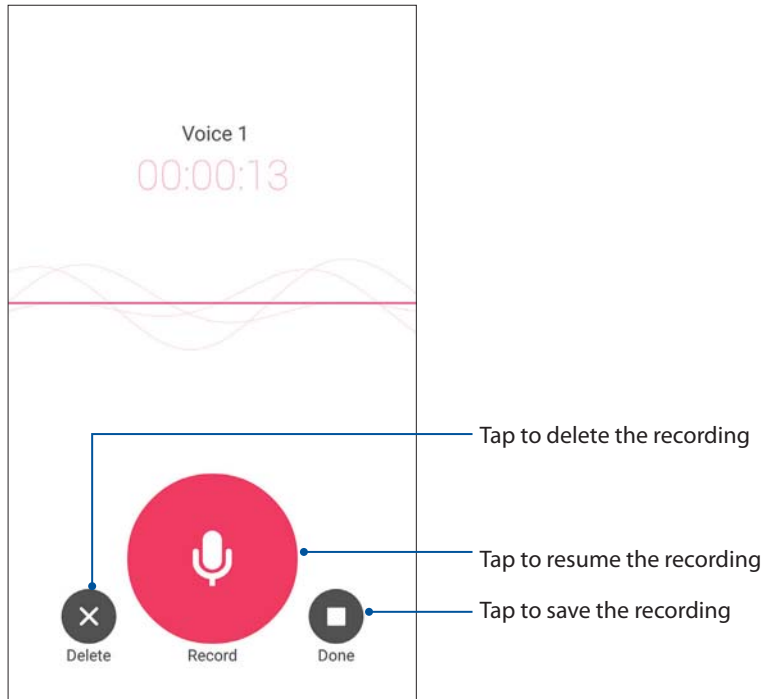 Voice 1
00:00:13
Tap to delete the recording
Tap to resume the recording
Tap to save the recording
Delete
Record
Done